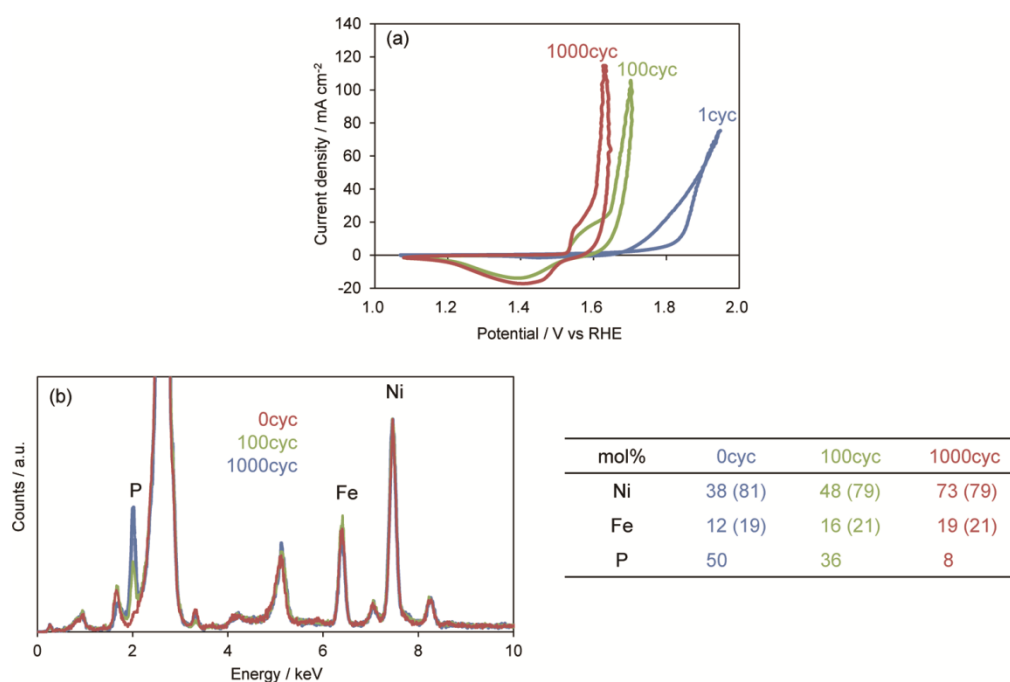 (a)
1000cyc
100cyc
1cyc
140
120
100
80
60
40
20
0
-20
Current density / mA cm⁻²
1.0 1.2 1.4 1.6 1.8 2.0
Potential / V vs RHE
(b)
Ni
0cyc
100cyc
1000cyc
P
Fe
Counts / a.u.
0 2 4 6 8 10
Energy / keV
mol% 0cyc 100cyc 1000cyc
Ni 38 (81) 48 (79) 73 (79)
Fe 12 (19) 16 (21) 19 (21)
P 50 36 8